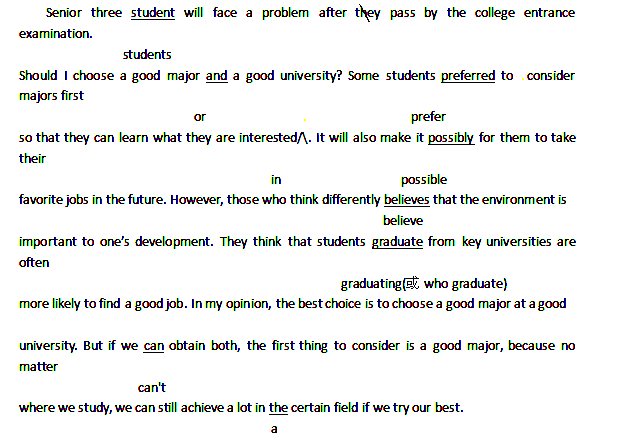 Senior three student will face a problem after they pass by the college entrance
examination.
students
Should I choose a good major and a good university? Some students preferred to consider
majors first
or prefer
so that they can learn what they are interested/\. It will also make it possibly for them to take
their
in possible
favorite jobs in the future. However, those who think differently believes that the environment is
believe
important to one's development. They think that students graduate from key universities are
often
graduating(或 who graduate)
more likely to find a good job. In my opinion, the best choice is to choose a good major at a good
university. But if we can obtain both, the first thing to consider is a good major, because no
matter
can't
where we study, we can still achieve a lot in the certain field if we try our best.
a